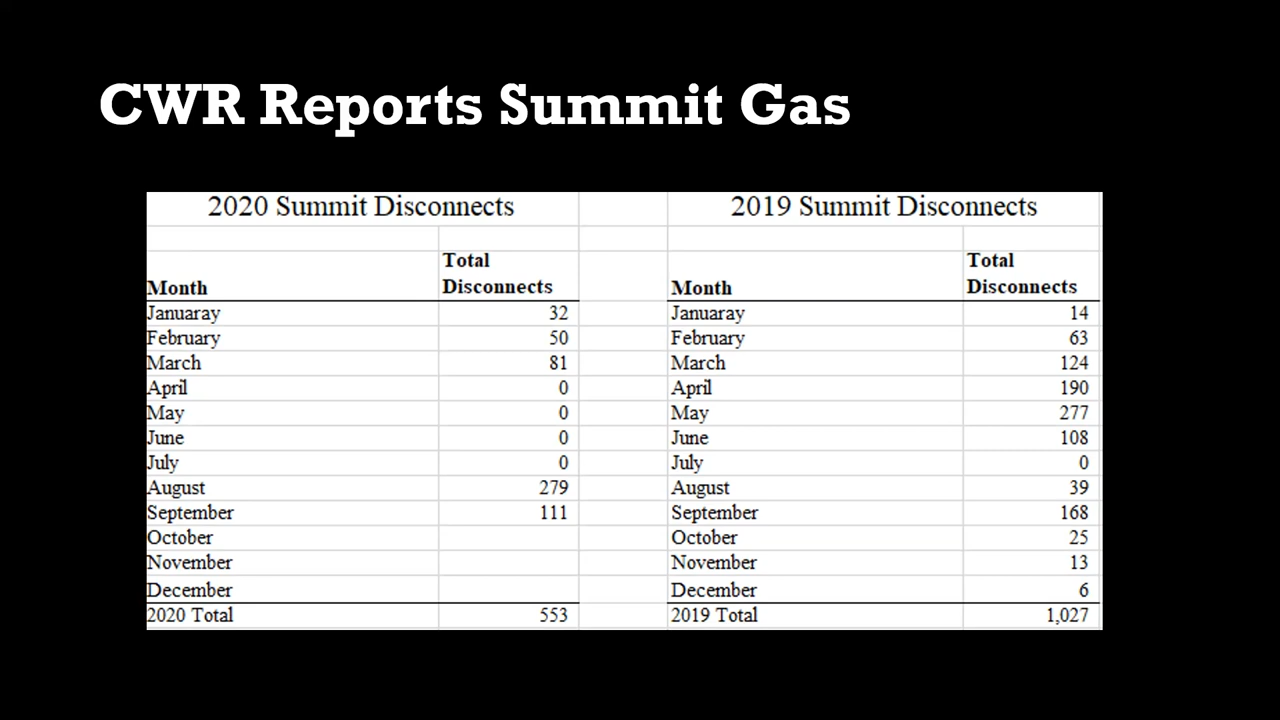 CWR Reports Summit Gas
2020 Summit Disconnects 2019 Summit Disconnects
Total Total
Month Disconnects Month Disconnects
Januaray 32 Januaray 14
February 50 February 63
March 81 March 124
April 0 April 190
May 0 May 277
June 0 June 108
July 0 July 0
August 279 August 39
September 111 September 168
October October 25
November November 13
December December 6
2020 Total 553 2019 Total 1,027